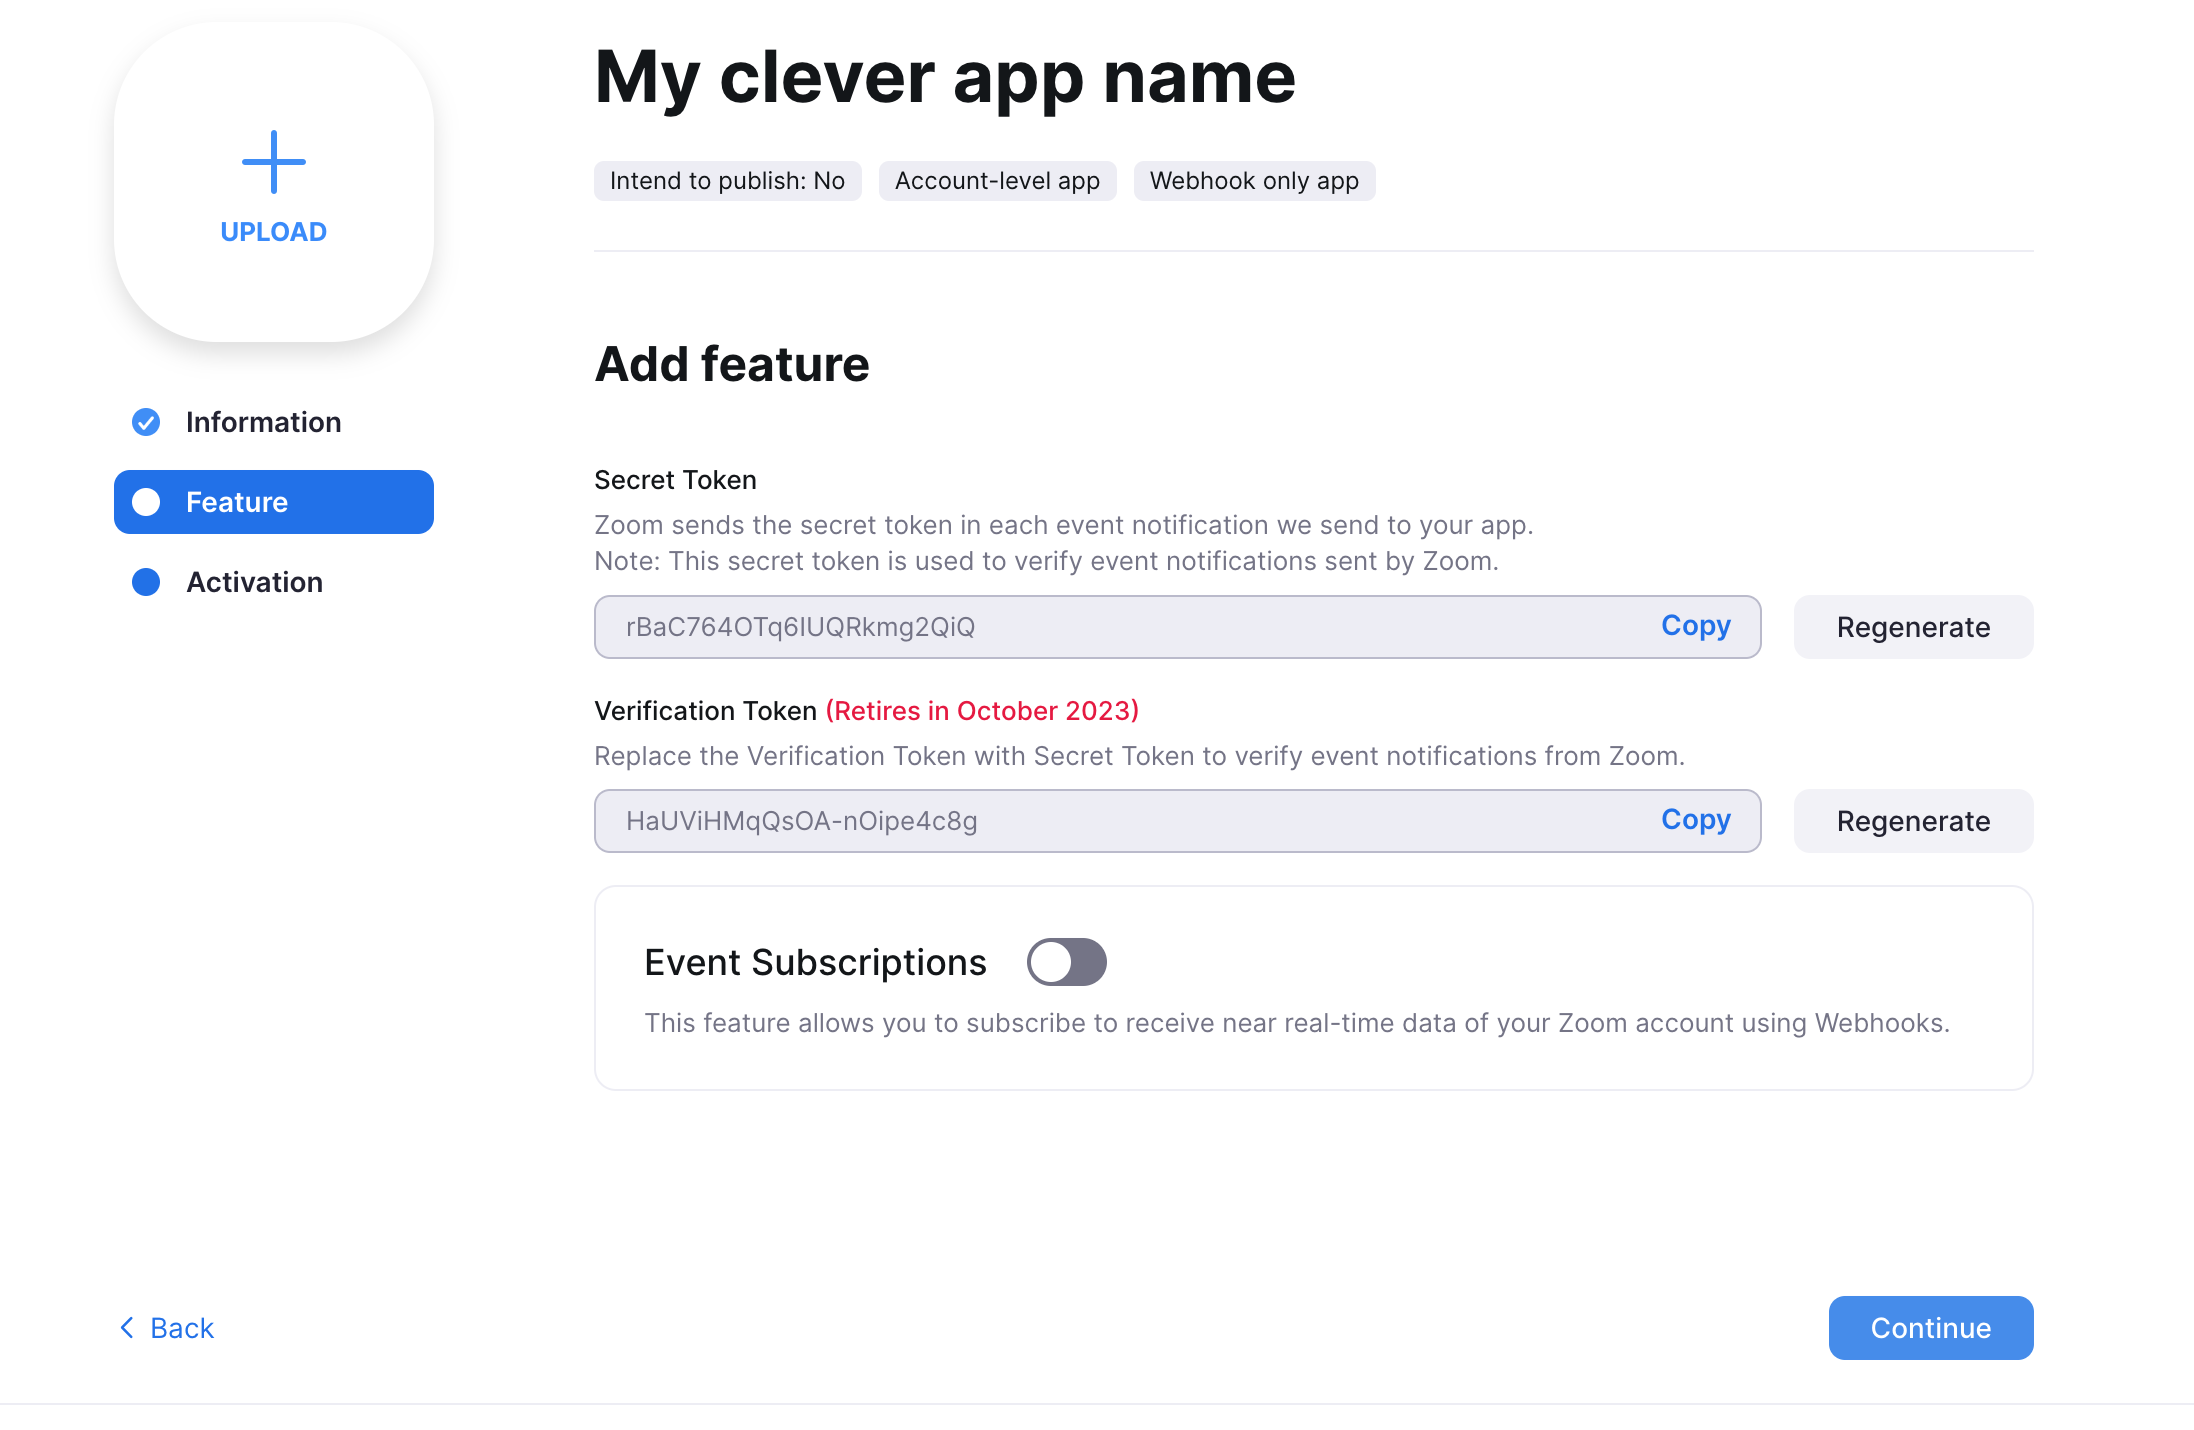 My clever app name
UPLOAD
Intend to publish: No
Account-level app
Webhook only app
Add feature
Information
Feature
Activation
Secret Token
Zoom sends the secret token in each event notification we send to your app.
Note: This secret token is used to verify event notifications sent by Zoom.
rBaC764OTq6IUQRkmg2QiQ
Copy
Regenerate
Verification Token (Retires in October 2023)
Replace the Verification Token with Secret Token to verify event notifications from Zoom.
HaUViHMqQsOA-nOipe4c8g
Copy
Regenerate
Event Subscriptions
This feature allows you to subscribe to receive near real-time data of your Zoom account using Webhooks.
Back
Continue